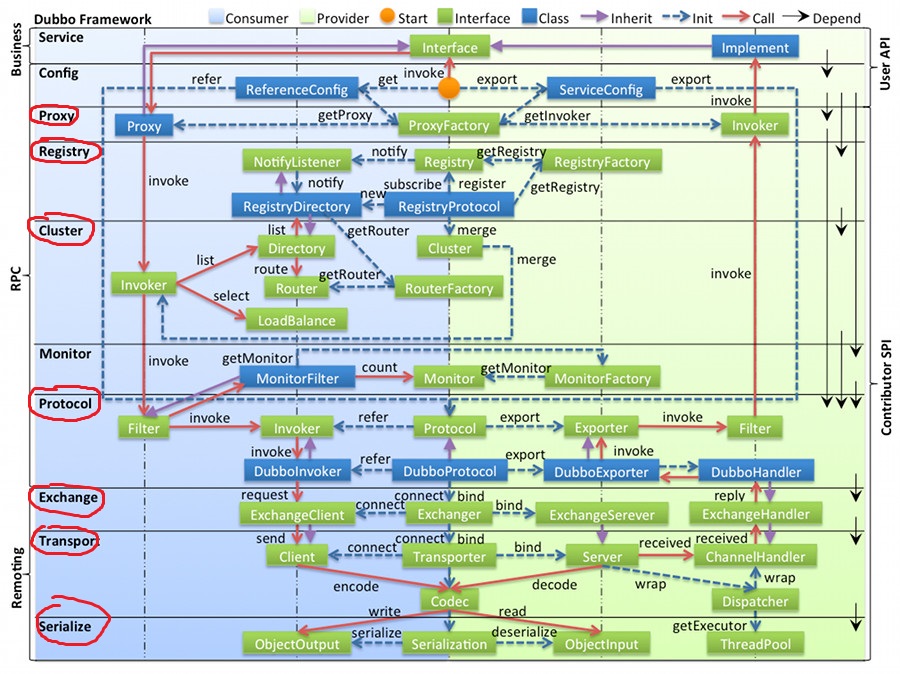 Dubbo Framework Consumer Provider Start Interface Class Inherit Init Call Depend
Business
Service
Interface
Implement
User API
Config
refer
ReferenceConfig
get
invoke
export
ServiceConfig
export
invoke
Proxy
Proxy
getProxy
ProxyFactory
getInvoker
Invoker
RPC
Registry
NotifyListener
notify
Registry
getRegistry
RegistryFactory
invoke
notify
subscribe
register
getRegistry
RegistryDirectory
new
RegistryProtocol
Cluster
list
getRouter
merge
Directory
Cluster
list
merge
route
getRouter
invoke
Invoker
Router
RouterFactory
select
LoadBalance
Monitor
invoke
getMonitor
MonitorFilter
count
Monitor
getMonitor
MonitorFactory
Contributor SPI
Protocol
Filter
invoke
Invoker
refer
Protocol
export
Exporter
invoke
Filter
invoke
refer
export
invoke
DubboInvoker
DubboProtocol
DubboExporter
DubboHandler
Remoting
Exchange
request
connect
bind
reply
ExchangeClient
connect
Exchanger
bind
ExchangeSerever
ExchangeHandler
Transpor
send
connect
bind
received
received
Client
connect
Transporter
bind
Server
ChannelHandler
encode
decode
wrap
wrap
Codec
Dispatcher
Serialize
write
read
getExecutor
serialize
deserialize
ObjectOutput
Serialization
ObjectInput
ThreadPool